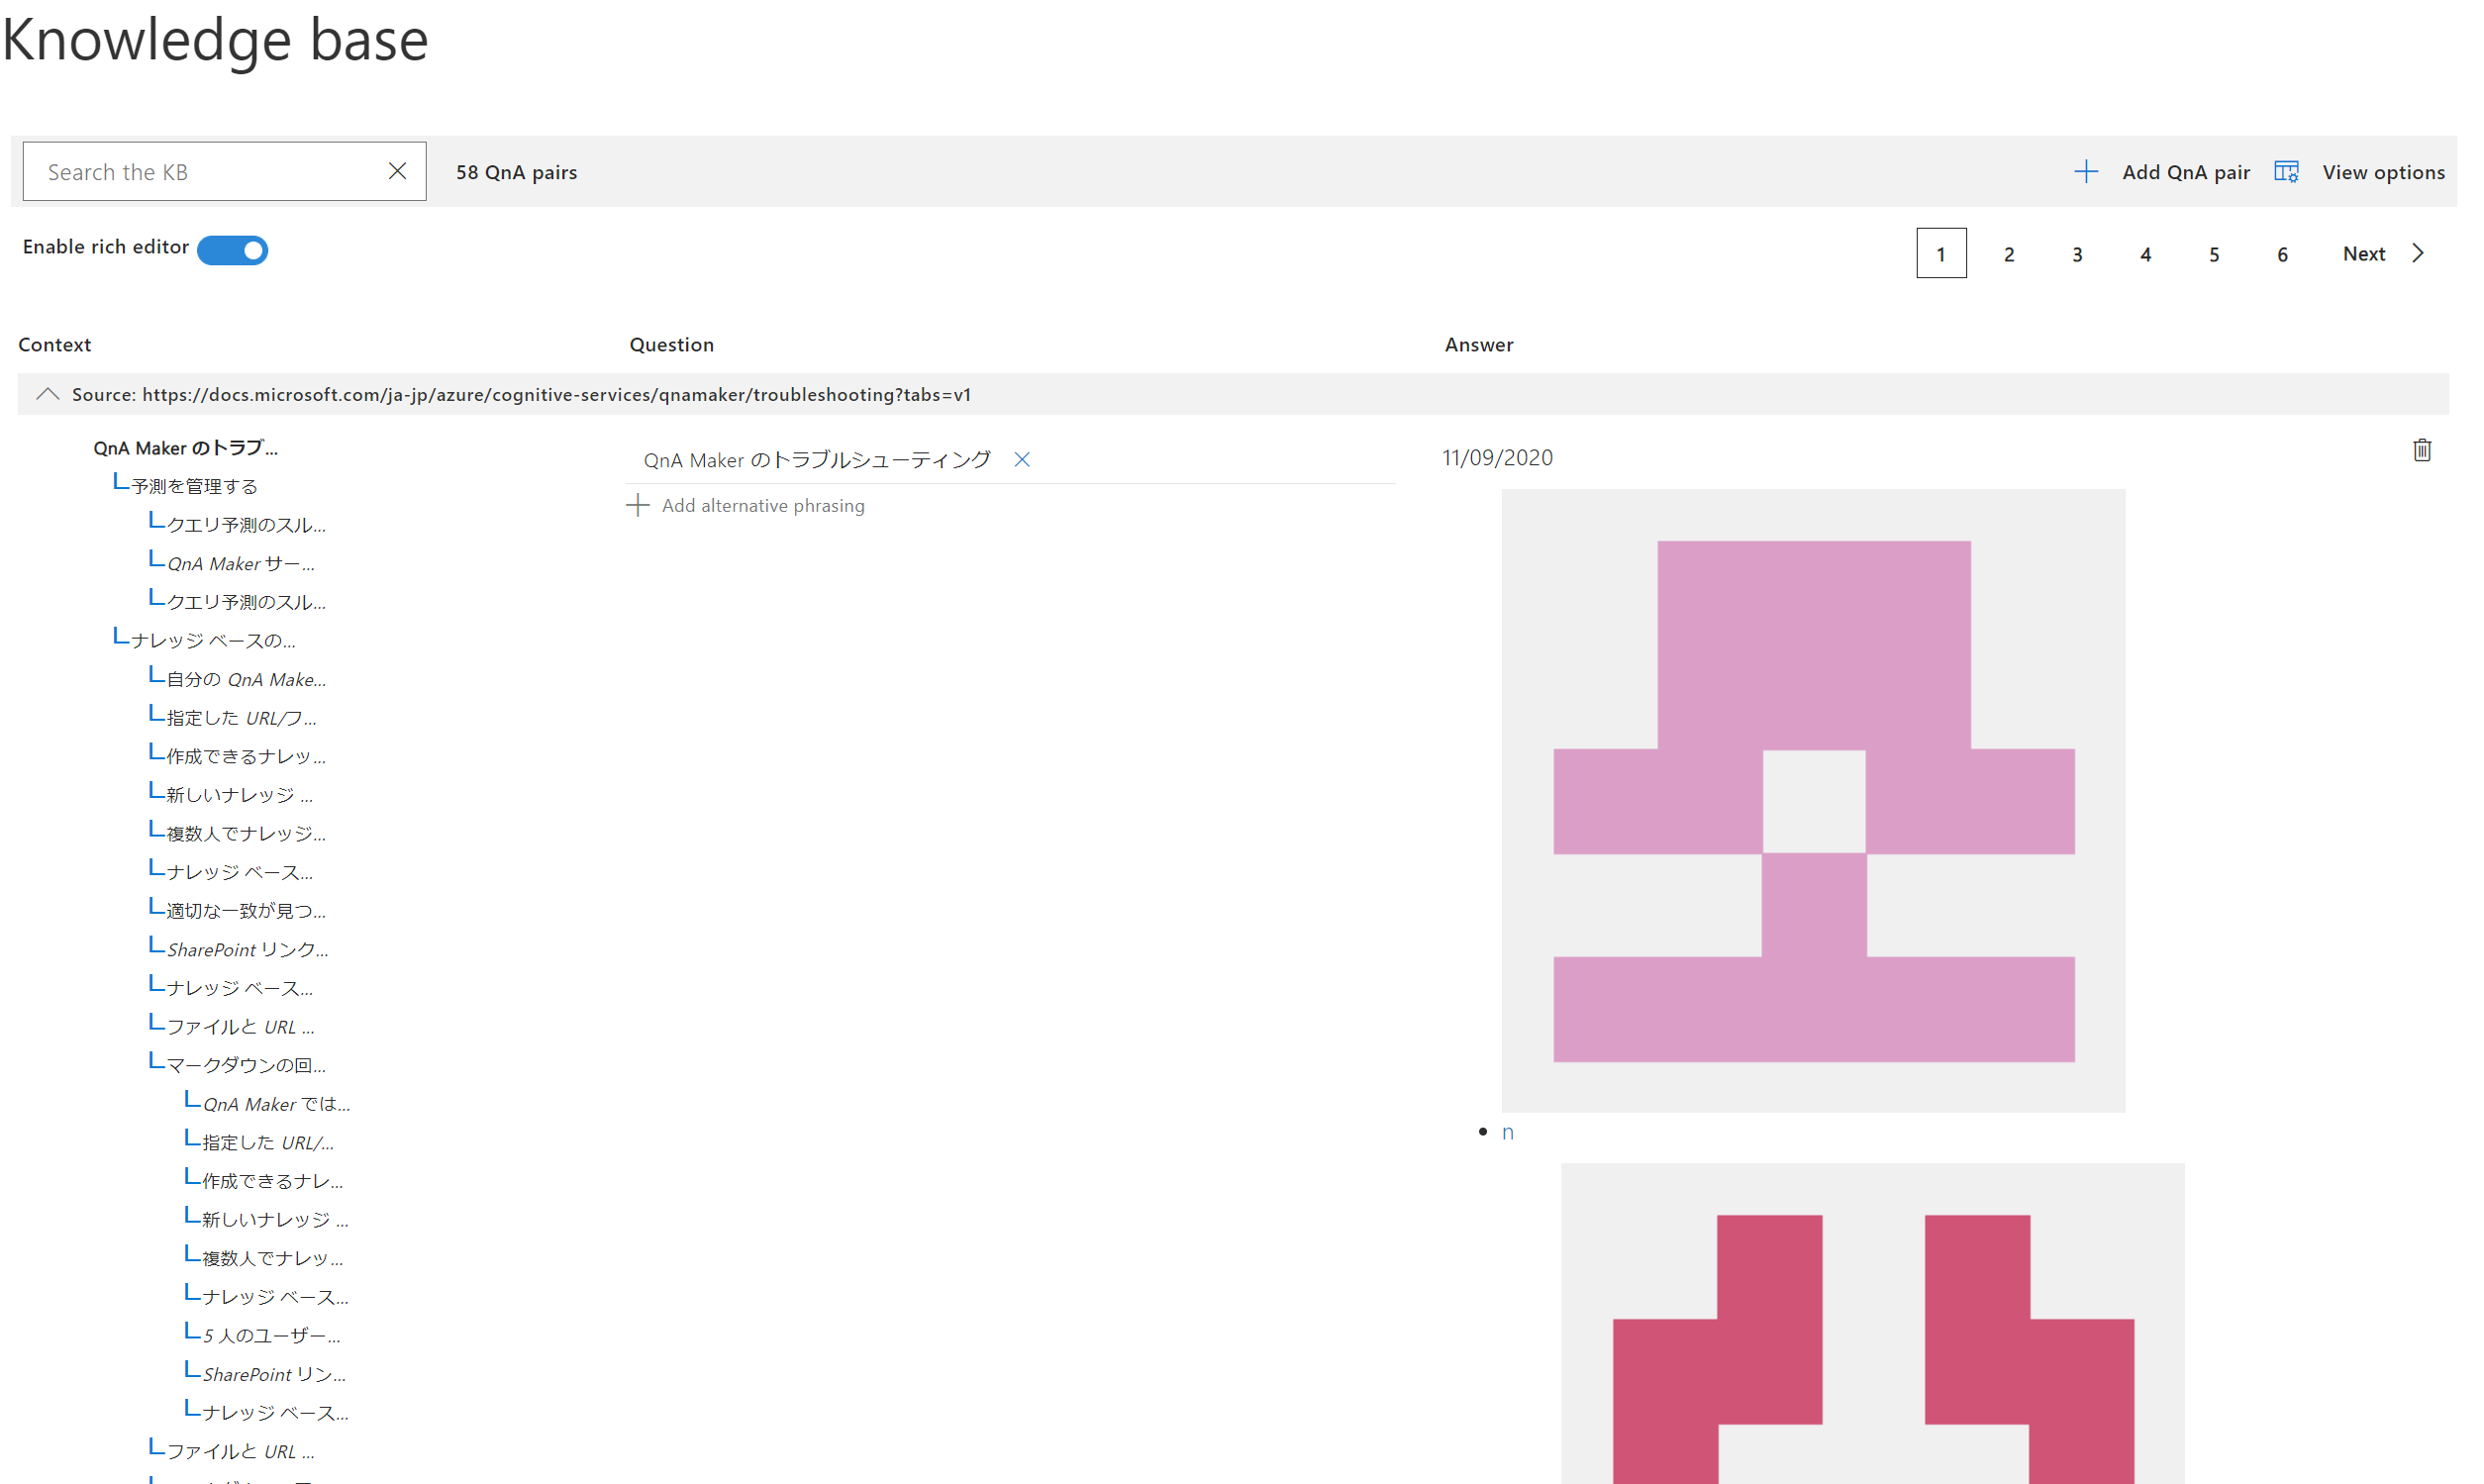 Knowledge base
Search the KB
58 QnA pairs
Add QnA pair
View options
Enable rich editor
1 2 3 4 5 6 Next
Context Question Answer
Source: https://docs.microsoft.com/ja-jp/azure/cognitive-services/qnamaker/troubleshooting?tabs=v1
QnA Maker のトラブ...
予測を管理する
クエリ予測のスル...
QnA Maker サー...
クエリ予測のスル...
ナレッジ ベースの...
自分の QnA Make...
指定した URL/フ...
作成できるナレッ...
新しいナレッジ ...
複数人でナレッジ...
ナレッジ ベース...
適切な一致が見つ...
SharePoint リンク...
ナレッジ ベース...
ファイルと URL ...
マークダウンの回...
QnA Maker では...
指定した URL/...
作成できるナレ...
新しいナレッジ ...
複数人でナレッ...
ナレッジ ベース...
5 人のユーザー...
SharePoint リン...
ナレッジ ベース...
ファイルと URL ...
QnA Maker のトラブルシューティング
Add alternative phrasing
11/09/2020
n